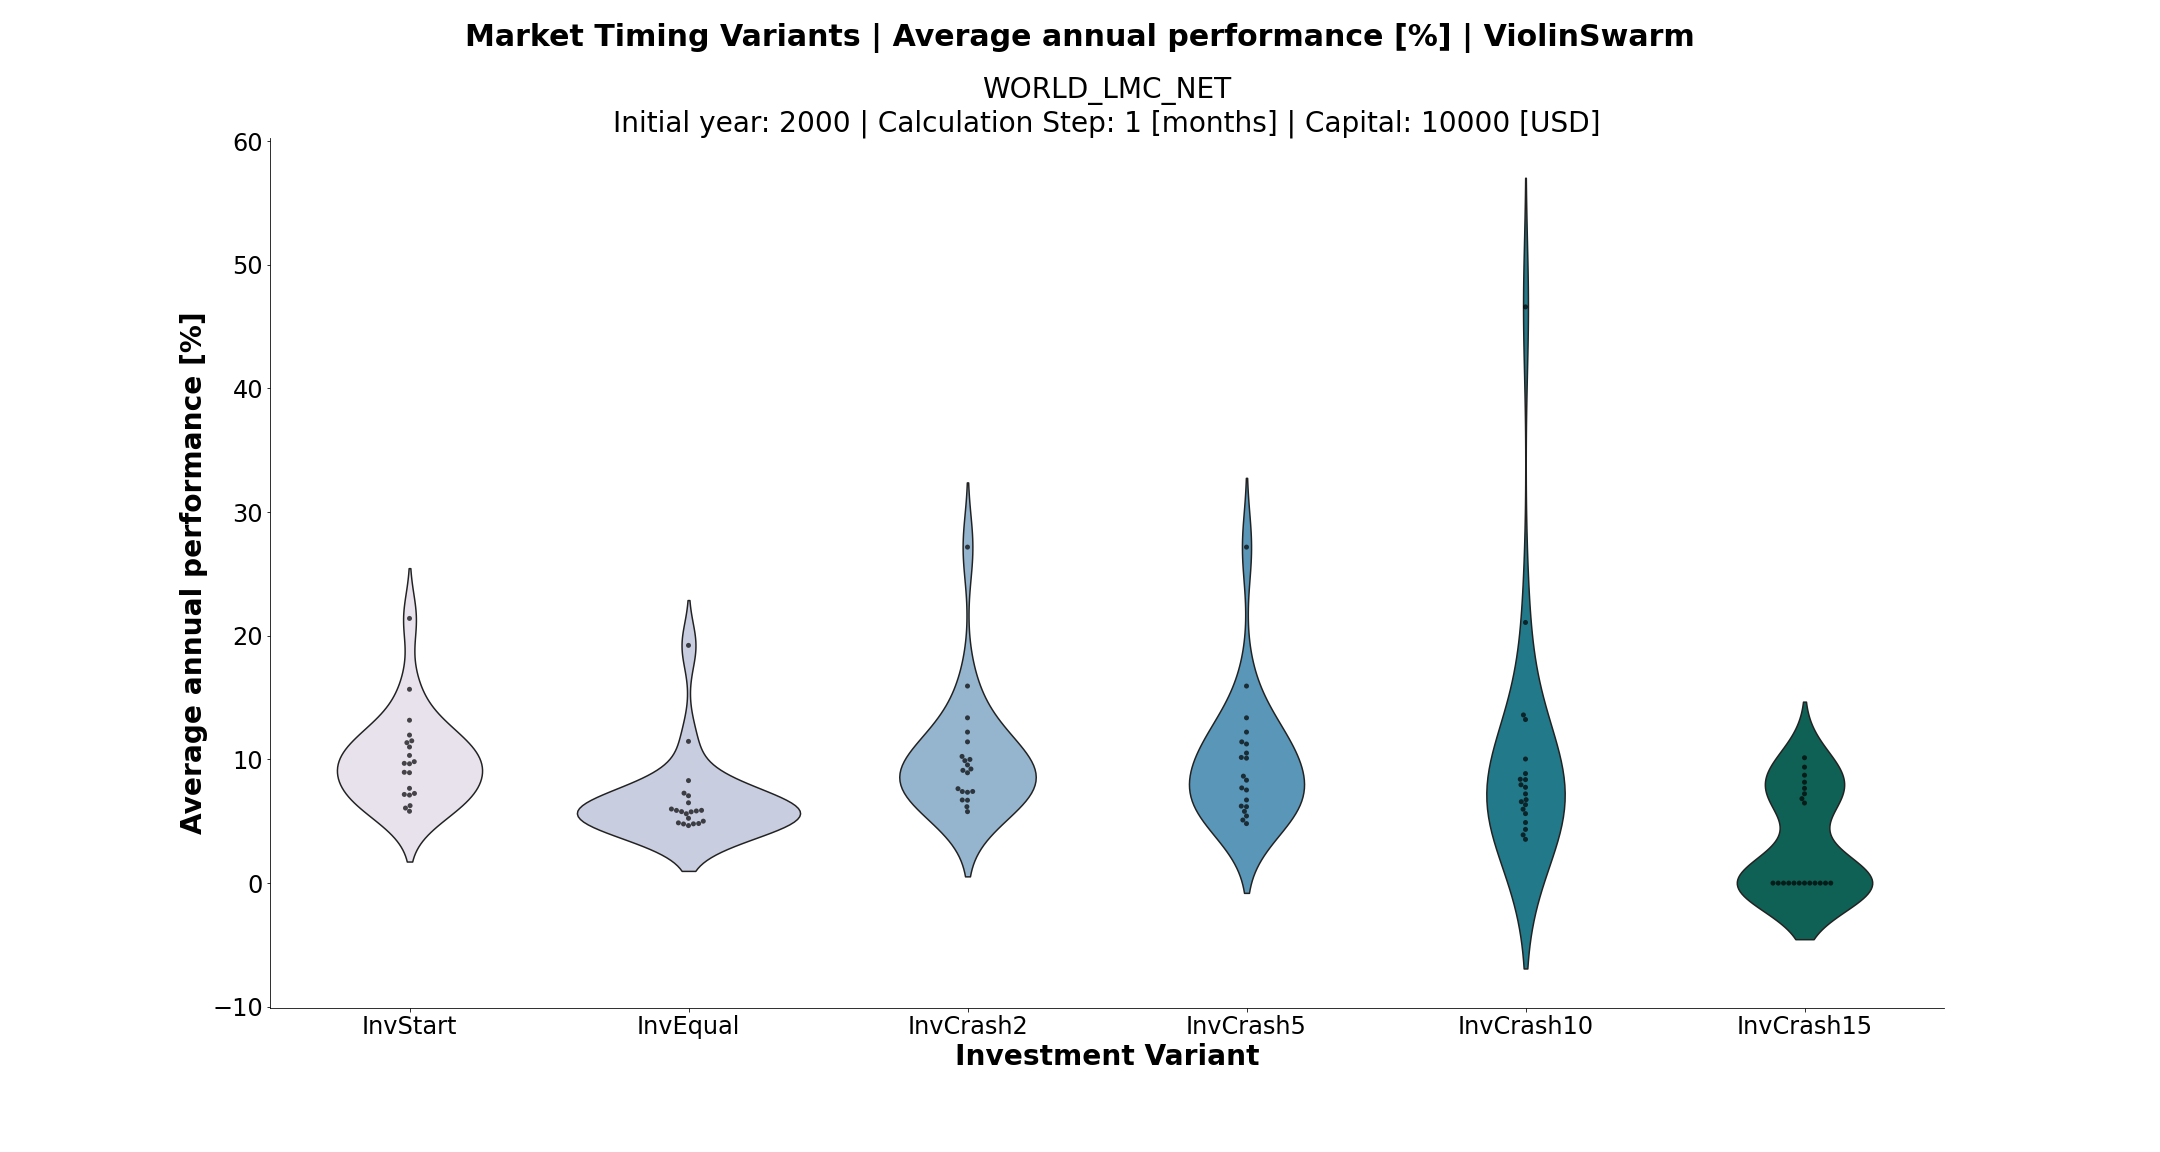 Market Timing Variants | Average annual performance [%] | ViolinSwarm
WORLD_LMC_NET
Initial year: 2000 | Calculation Step: 1 [months] | Capital: 10000 [USD]
Average annual performance [%]
60
50
40
30
20
10
0
−10
InvStart InvEqual InvCrash2 InvCrash5 InvCrash10 InvCrash15
Investment Variant